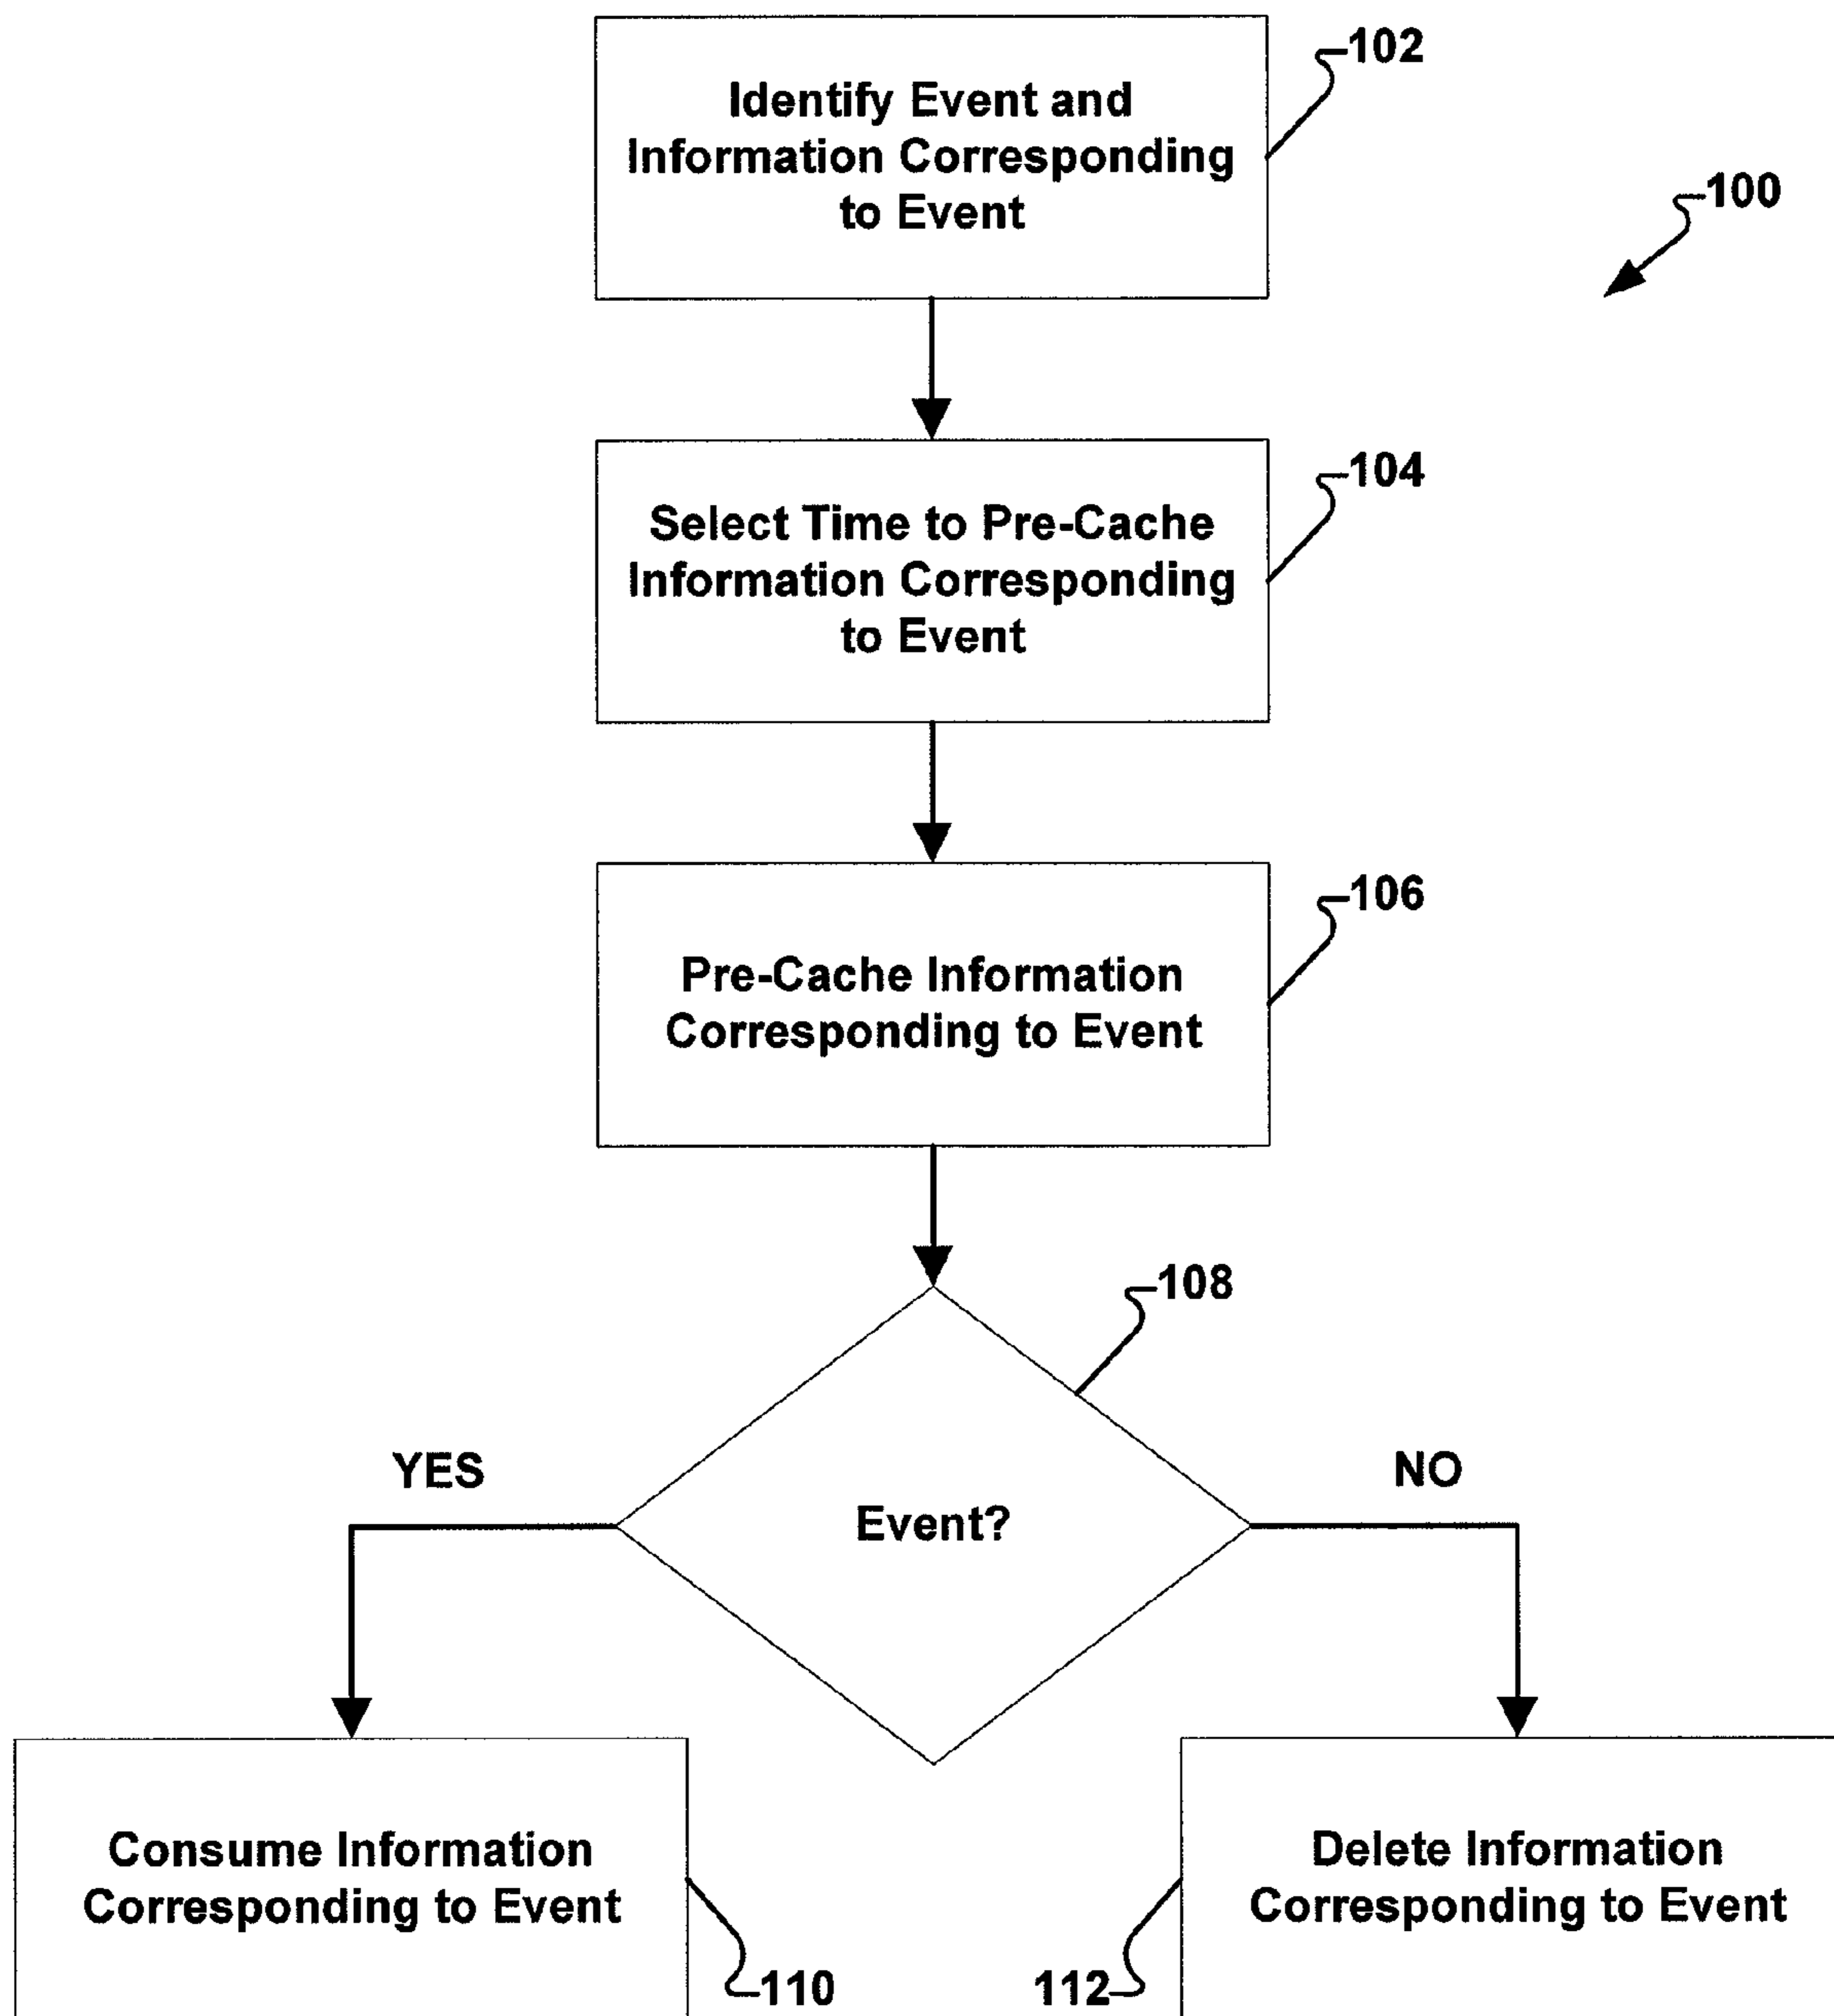 102
Identify Event and
Information Corresponding
to Event
100
104
Select Time to Pre-Cache
Information Corresponding
to Event
106
Pre-Cache Information
Corresponding to Event
108
YES
NO
Event?
Consume Information
Corresponding to Event
Delete Information
Corresponding to Event
110
112